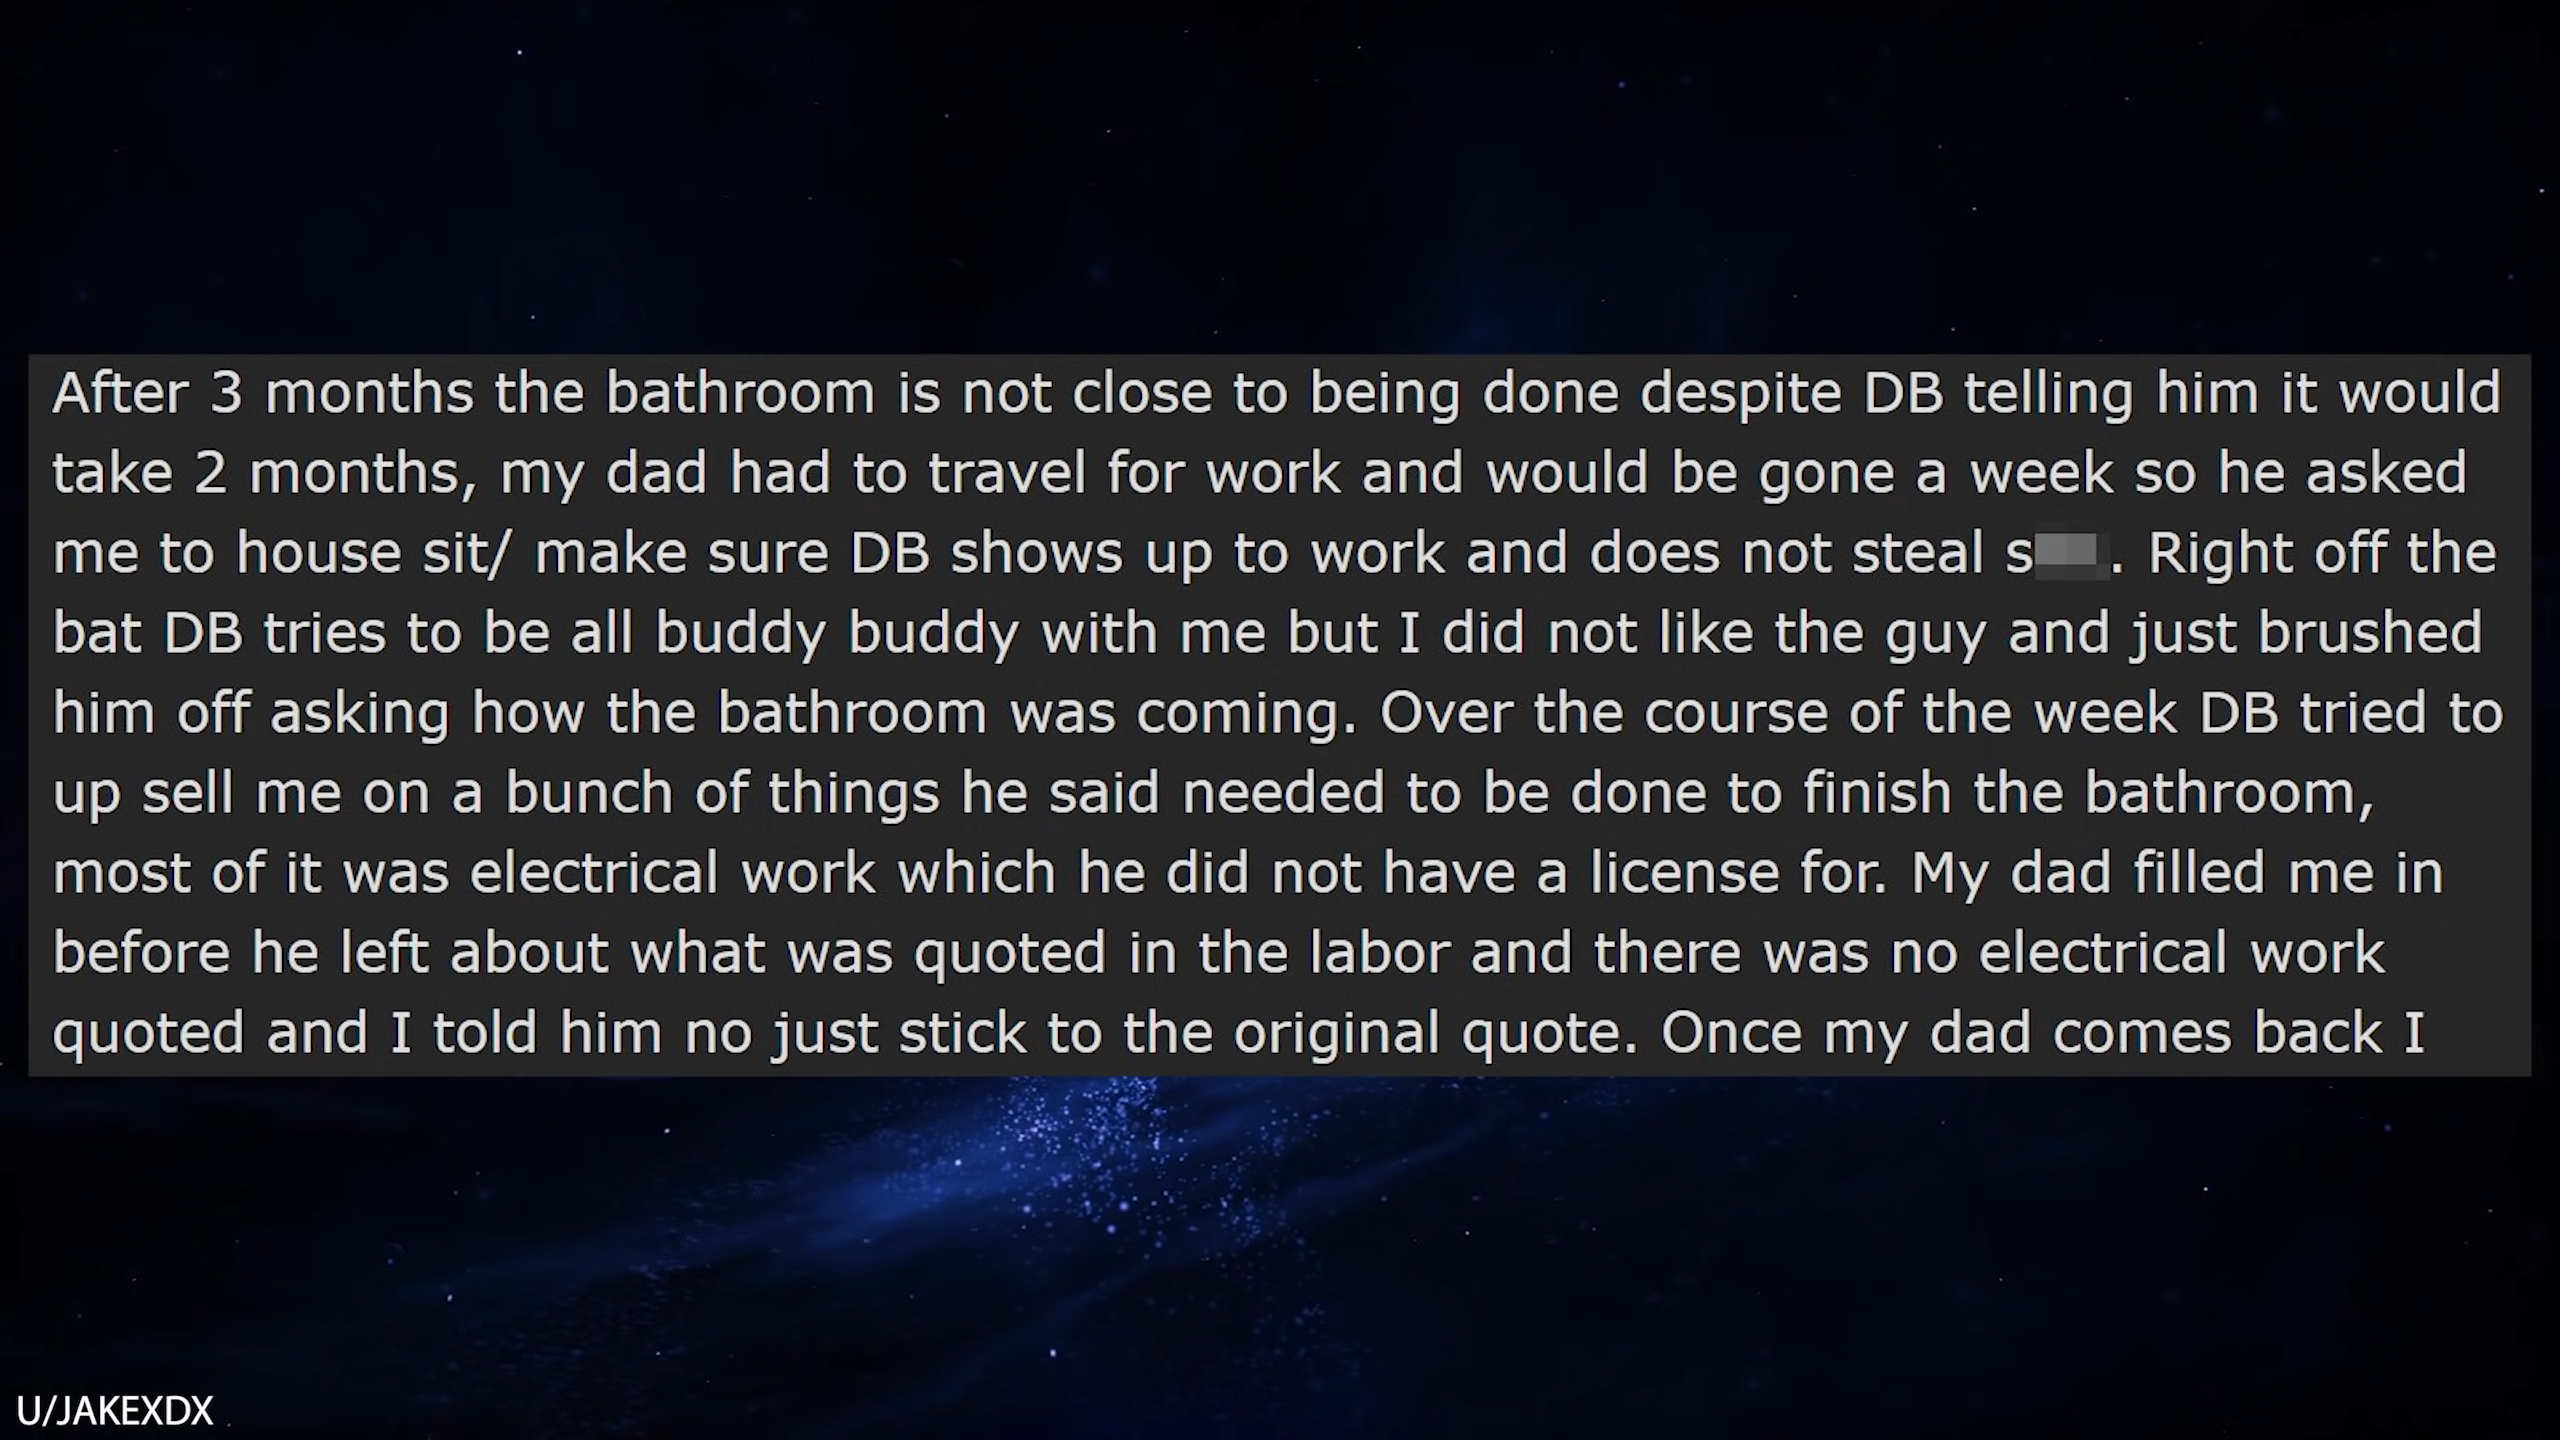 After 3 months the bathroom is not close to being done despite DB telling him it would
take 2 months, my dad had to travel for work and would be gone a week so he asked
me to house sit/ make sure DB shows up to work and does not steal s. Right off the
bat DB tries to be all buddy buddy with me but I did not like the guy and just brushed
him off asking how the bathroom was coming. Over the course of the week DB tried to
up sell me on a bunch of things he said needed to be done to finish the bathroom,
most of it was electrical work which he did not have a license for. My dad filled me in
before he left about what was quoted in the labor and there was no electrical work
quoted and I told him no just stick to the original quote. Once my dad comes back I
U/JAKEXDX